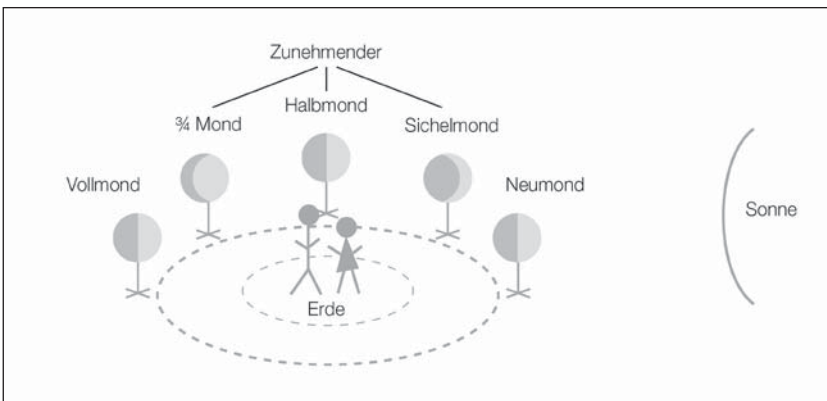 Zunehmender
Halbmond
¾ Mond
Sichelmond
Vollmond
Neumond
Sonne
Erde